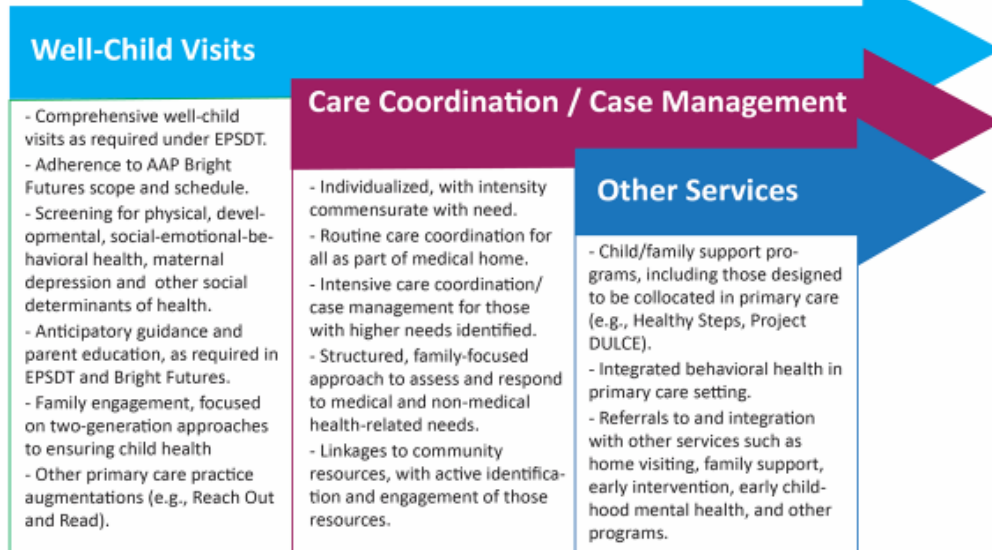 Well-Child Visits
- Comprehensive well-child
visits as required under EPSDT.
- Adherence to AAP Bright
Futures scope and schedule.
- Screening for physical, devel-
opmental, social-emotional-be-
havioral health, maternal
depression and  other social
determinants of health.
- Anticipatory guidance and
parent education, as required in
EPSDT and Bright Futures.
- Family engagement, focused
on two-generation approaches
to ensuring child health
- Other primary care practice
augmentations (e.g., Reach Out
and Read).
Care Coordination / Case Management
- Individualized, with intensity
commensurate with need.
- Routine care coordination for
all as part of medical home.
- Intensive care coordination/
case management for those
with higher needs identified.
- Structured, family-focused
approach to assess and respond
to medical and non-medical
health-related needs.
- Linkages to community
resources, with active identifica-
tion and engagement of those
resources.
Other Services
- Child/family support pro-
grams, including those designed
to be collocated in primary care
(e.g., Healthy Steps, Project
DULCE).
- Integrated behavioral health in
primary care setting.
- Referrals to and integration
with other services such as
home visiting, family support,
early intervention, early child-
hood mental health, and other
programs.